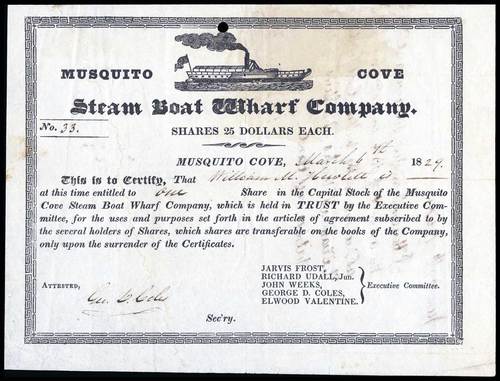 MUSQUITO COVE
Steam Boat Wharf Company.
No. 33. SHARES 25 DOLLARS EACH.
MUSQUITO COVE, March 6th 1829.
This is to Certify, That William M. is
at this time entitled to One Share in the Capital Stock of the Musquito
Cove Steam Boat Wharf Company, which is held in TRUST by the Executive Com-
mittee, for the uses and purposes set forth in the articles of agreement subscribed to by
the several holders of Shares, which shares are transferable on the books of the Company,
only upon the surrender of the Certificates.
JARVIS FROST,
RICHARD UDALL, Jun.
ATTESTED, JOHN WEEKS, Executive Committee.
GEORGE D. COLES,
ELWOOD VALENTINE.
Geo. D. Coles
Sec'ry.